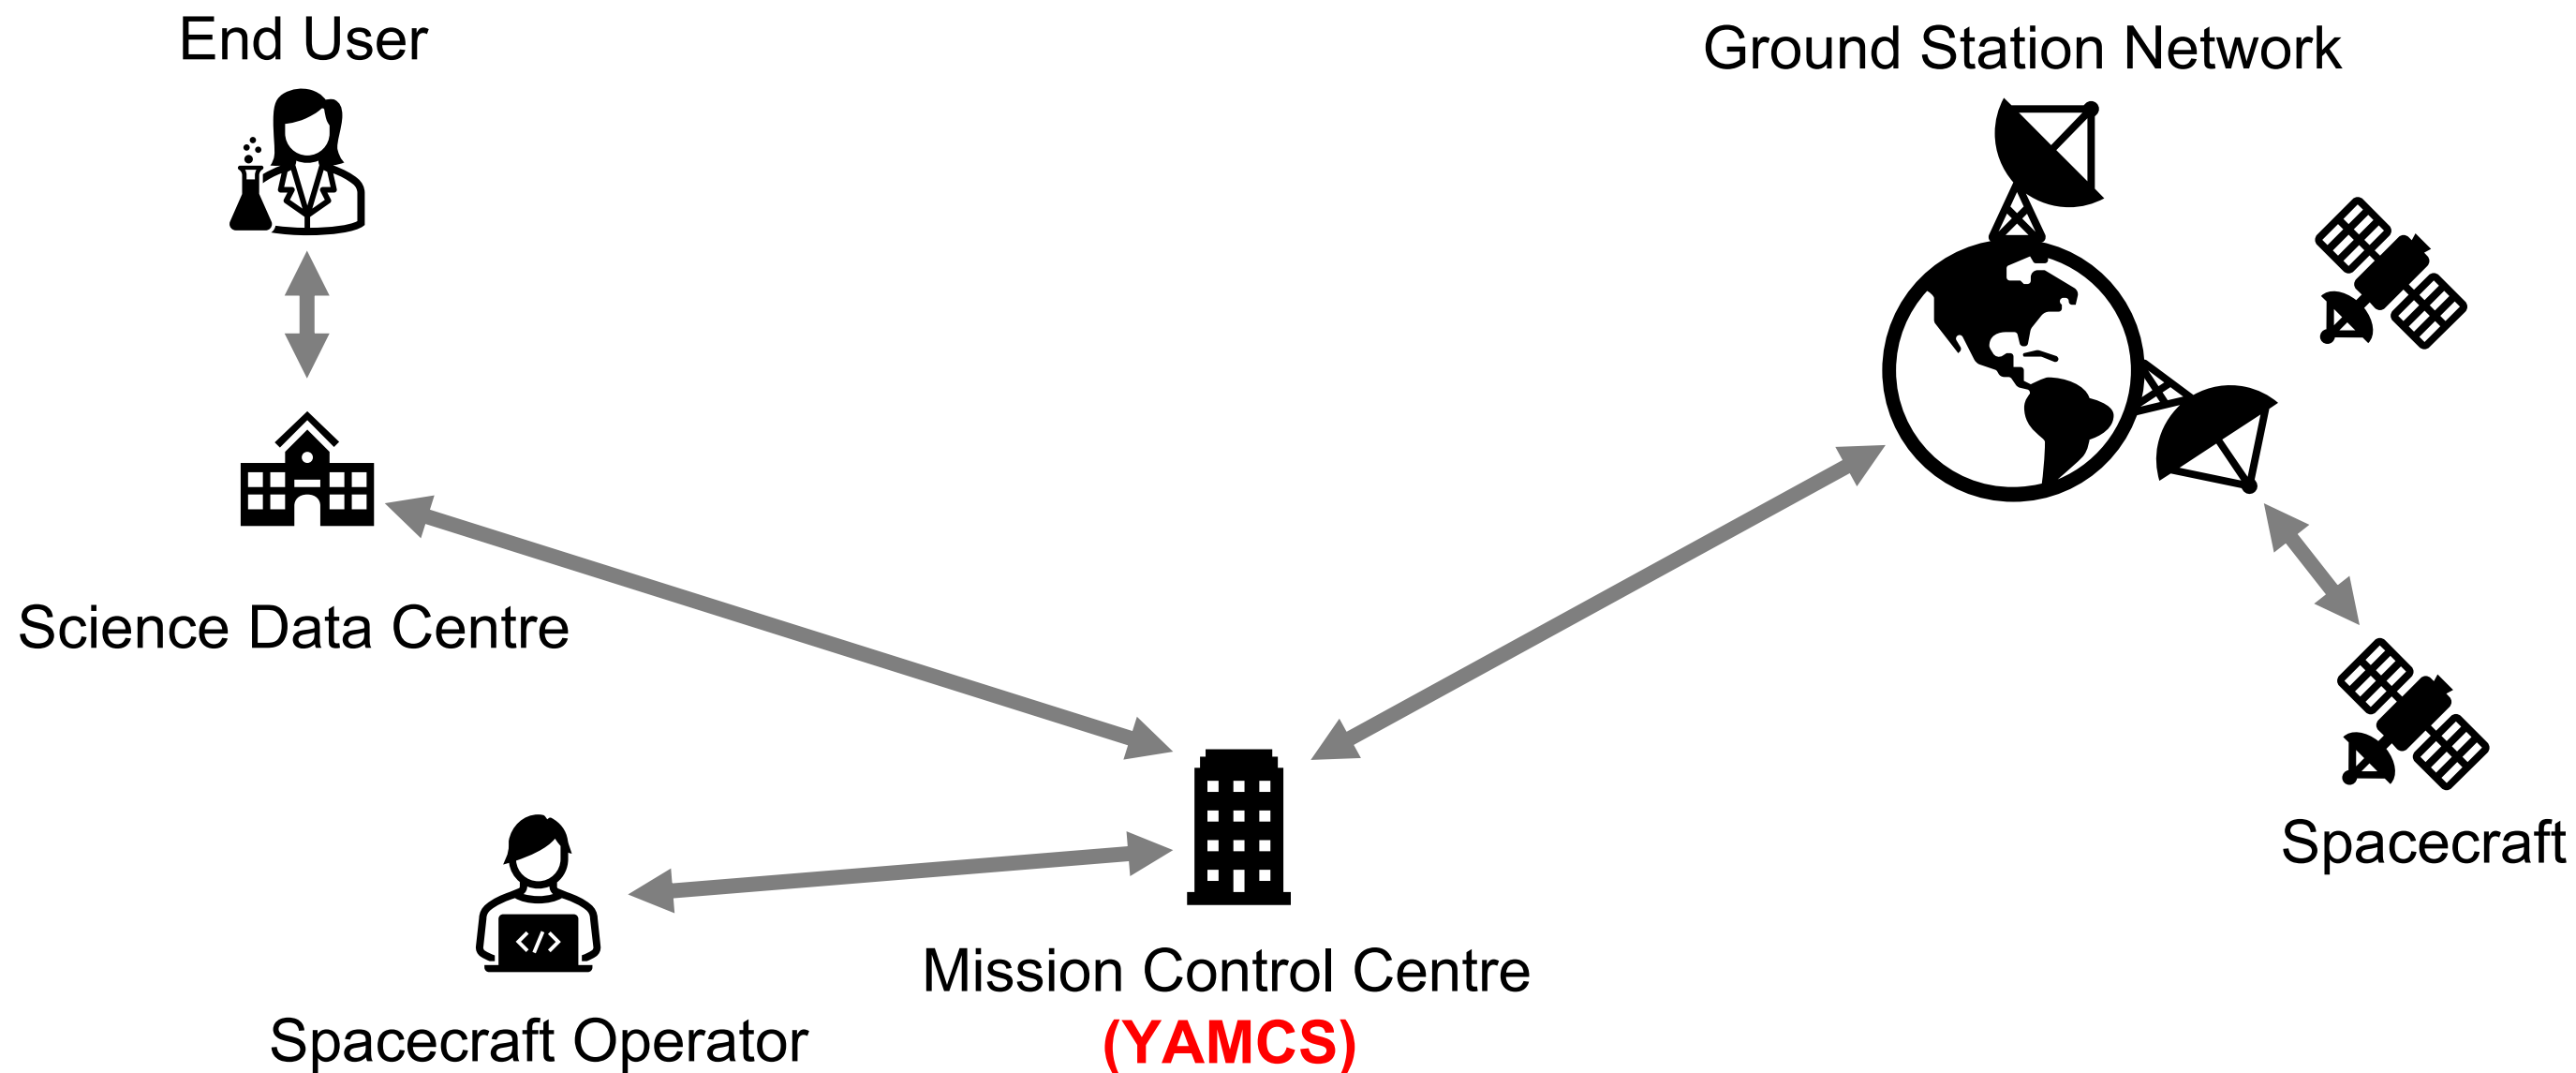 End User
Ground Station Network
Science Data Centre
Spacecraft
Mission Control Centre
(YAMCS)
Spacecraft Operator
</>